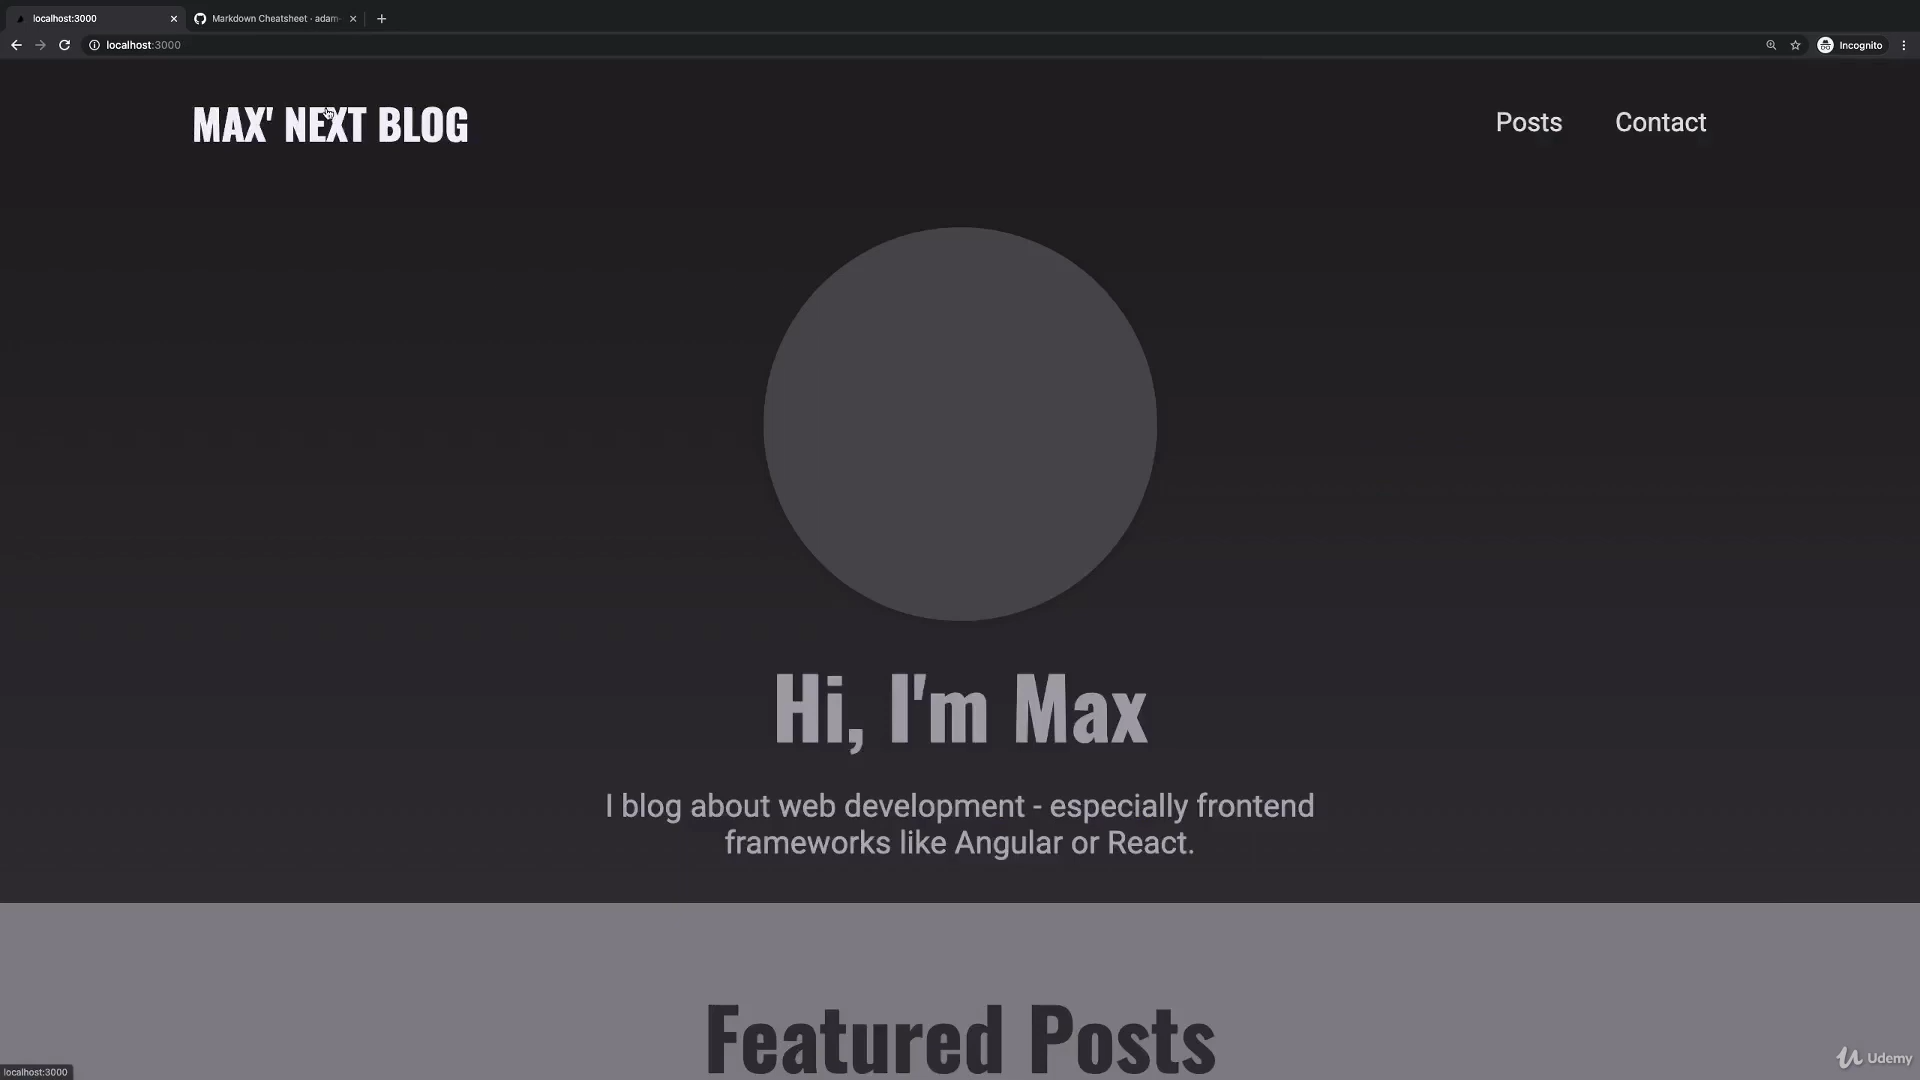 localhost:3000
Markdown Cheatsheet · adam-
localhost:3000
Incognito
MAX' NEXT BLOG
Posts
Contact
Hi, I'm Max
I blog about web development - especially frontend
frameworks like Angular or React.
Featured Posts
localhost:3000
Udemy